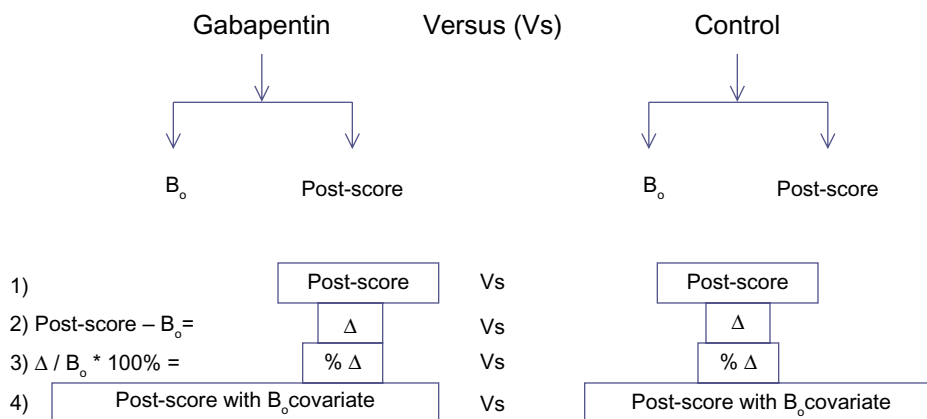 Gabapentin Versus (Vs) Control
B₀ Post-score B₀ Post-score
1) Post-score Vs Post-score
2) Post-score – B₀= Δ Vs Δ
3) Δ / B₀ * 100% = % Δ Vs % Δ
4) Post-score with B₀covariate Vs Post-score with B₀covariate